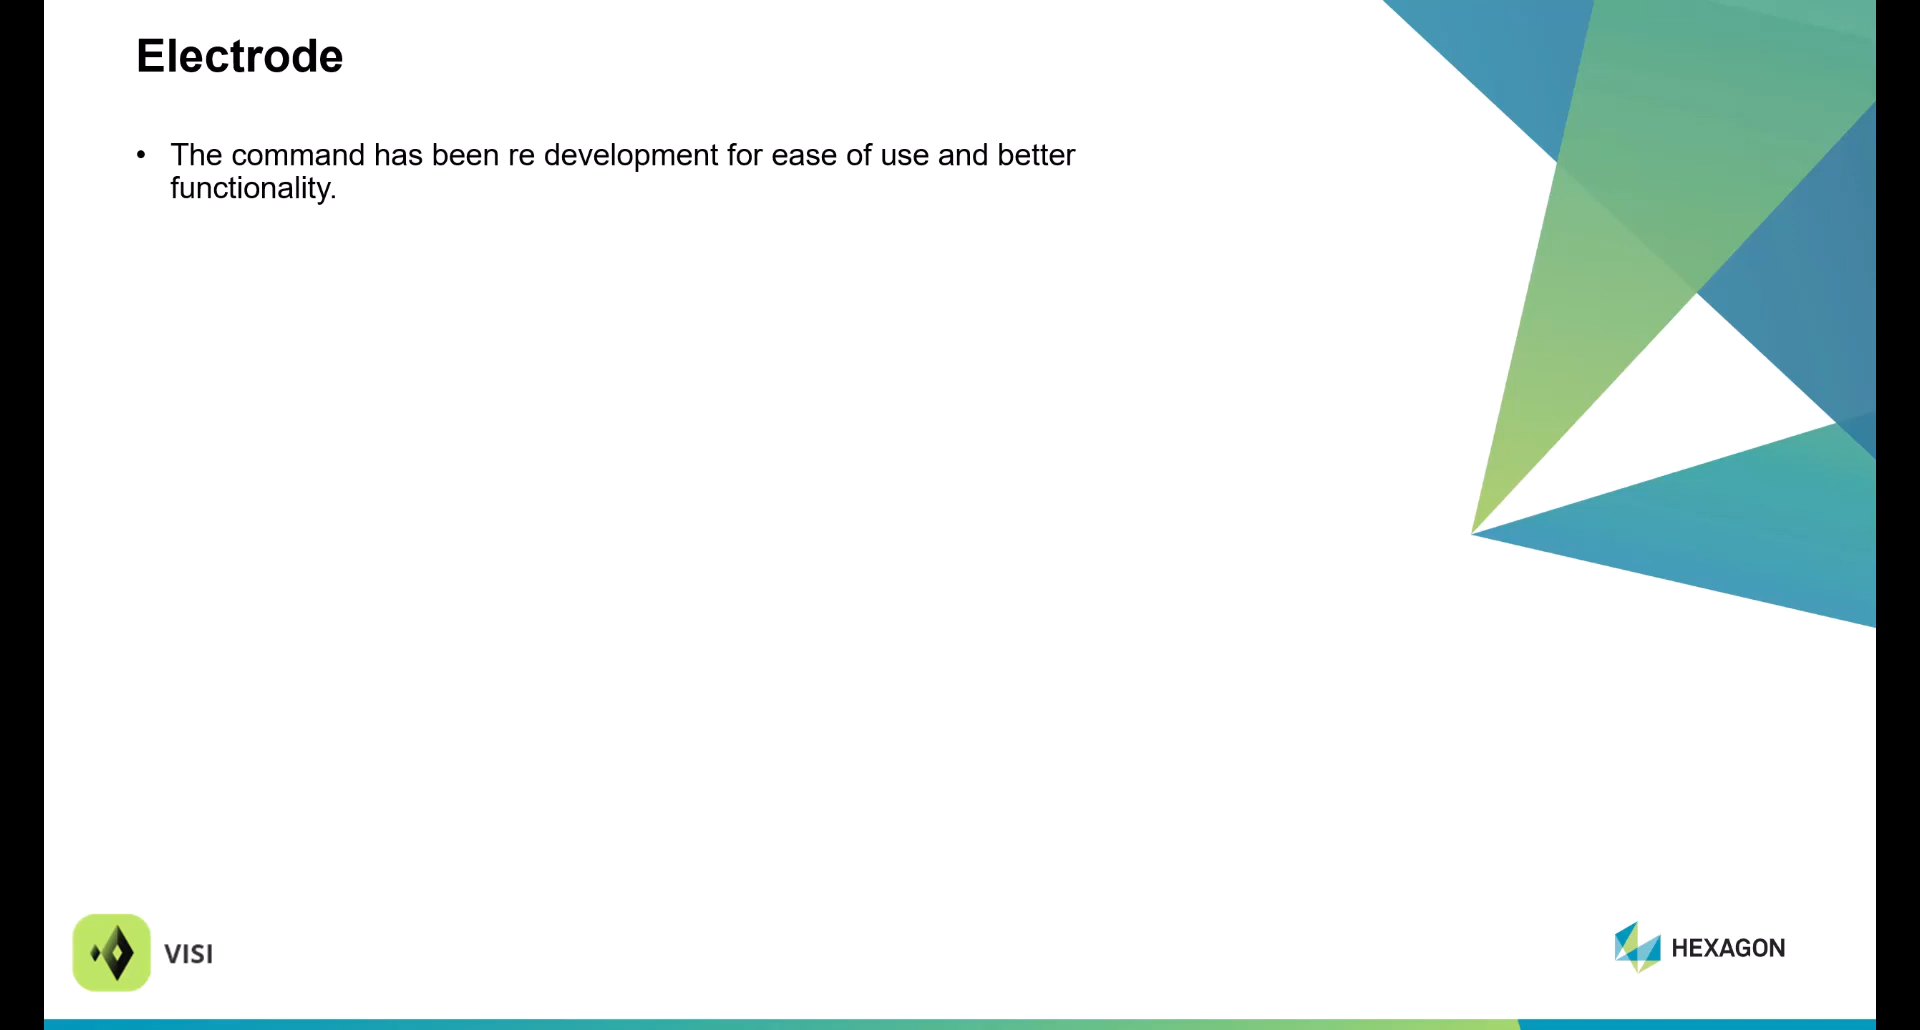 Electrode
• The command has been re development for ease of use and better
functionality.
VISI
HEXAGON